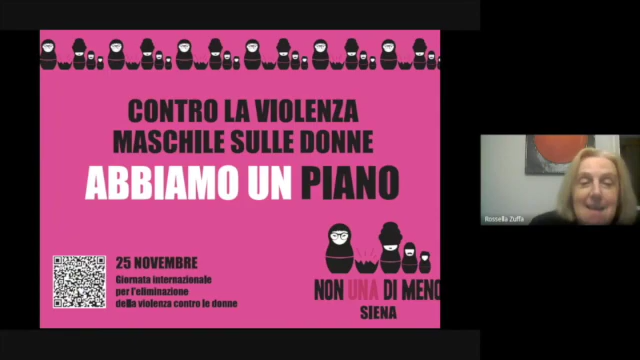 CONTRO LA VIOLENZA
MASCHILE SULLE DONNE
ABBIAMO UN PIANO
25 NOVEMBRE
Giornata internazionale
per l'eliminazione
della violenza contro le donne
NON UNA DI MENO
SIENA
Rossella Zuffa